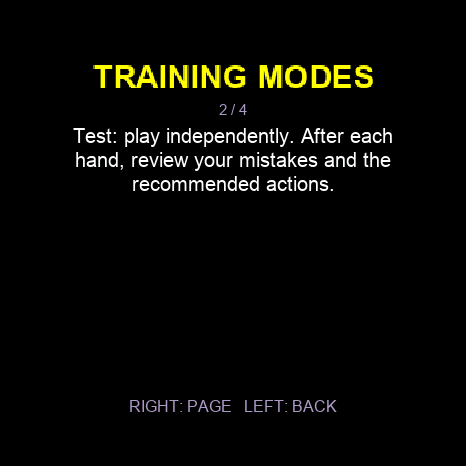 TRAINING MODES
2 / 4
Test: play independently. After each
hand, review your mistakes and the
recommended actions.
RIGHT: PAGE   LEFT: BACK